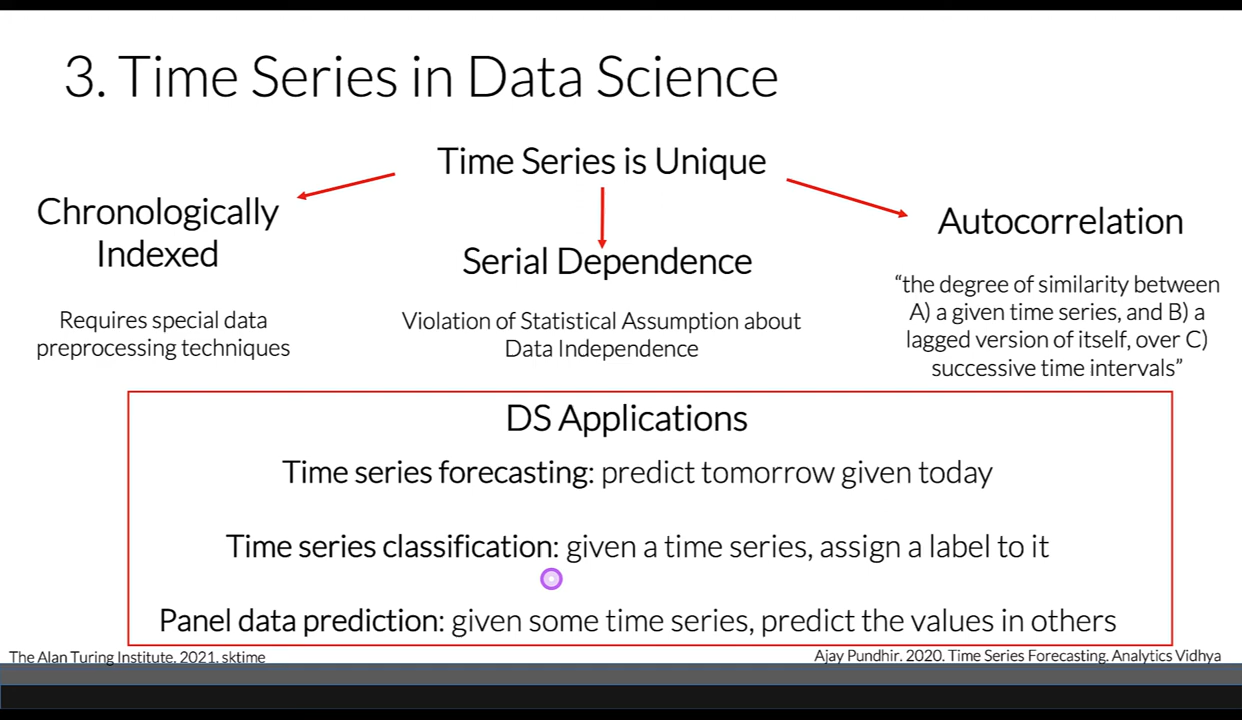 3. Time Series in Data Science
Time Series is Unique
Chronologically
Indexed
Requires special data
preprocessing techniques
Serial Dependence
Violation of Statistical Assumption about
Data Independence
Autocorrelation
“the degree of similarity between
A) a given time series, and B) a
lagged version of itself, over C)
successive time intervals”
DS Applications
Time series forecasting: predict tomorrow given today
Time series classification: given a time series, assign a label to it
Panel data prediction: given some time series, predict the values in others
The Alan Turing Institute. 2021. sktime
Ajay Pundhir. 2020. Time Series Forecasting. Analytics Vidhya